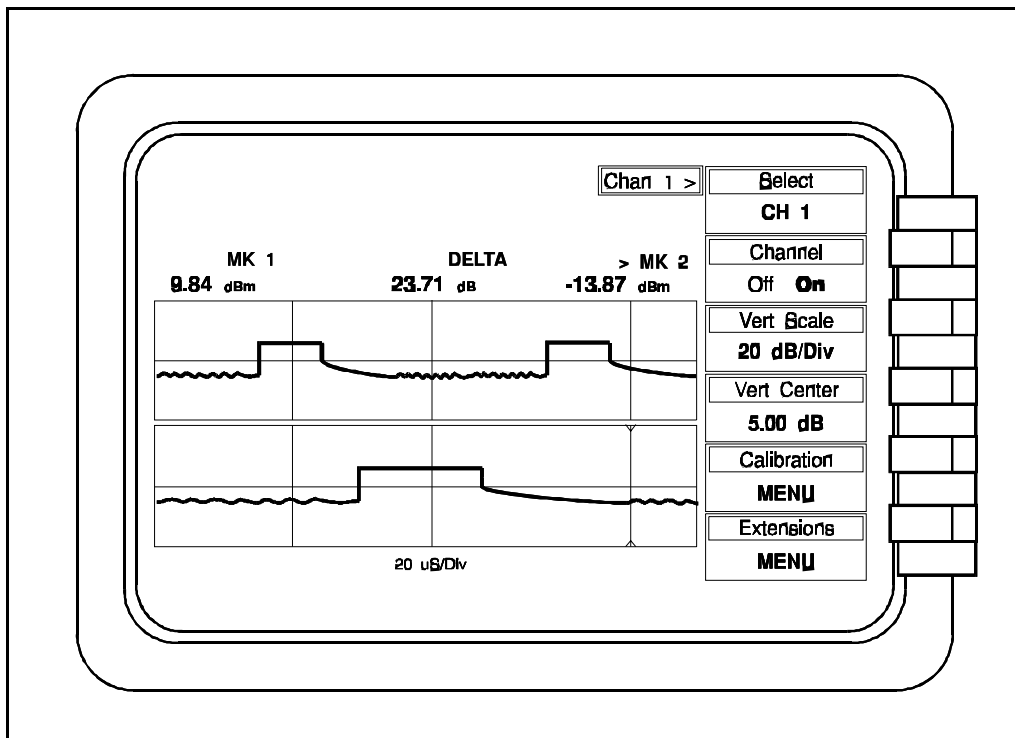 Chan 1 >
Select
CH 1
Channel
Off On
MK 1 DELTA > MK 2
9.84 dBm 23.71 dB -13.87 dBm
Vert Scale
20 dB/Div
Vert Center
5.00 dB
Calibration
MENU
Extensions
MENU
20 uS/Div